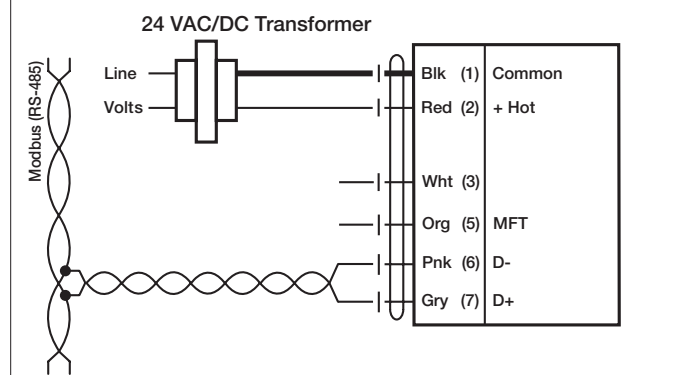 24 VAC/DC Transformer
Modbus (RS-485)
Line
Volts
Blk (1) Common
Red (2) + Hot
Wht (3)
Org (5) MFT
Pnk (6) D-
Gry (7) D+